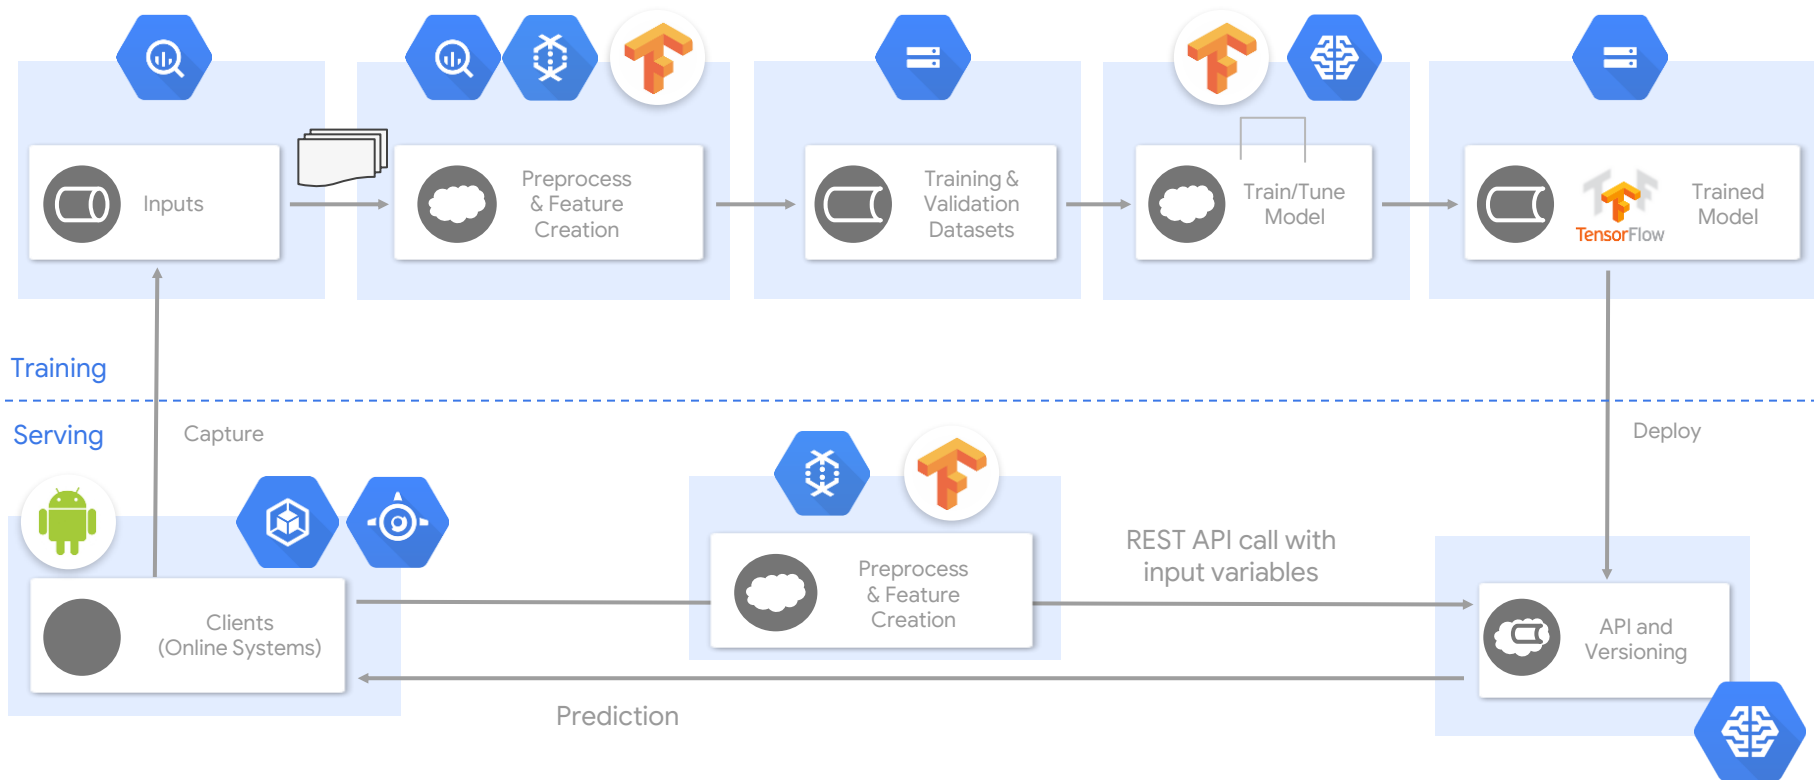 Inputs
Preprocess
& Feature
Creation
Training &
Validation
Datasets
Train/Tune
Model
TensorFlow
Trained
Model
Training
Serving
Capture
Deploy
Clients
(Online Systems)
Preprocess
& Feature
Creation
REST API call with
input variables
API and
Versioning
Prediction